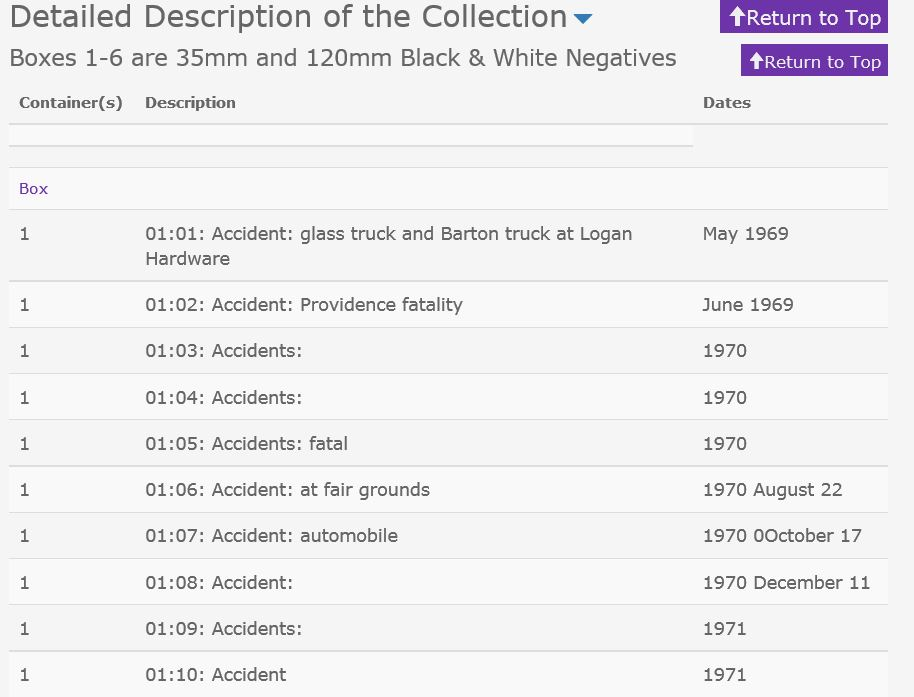 Detailed Description of the Collection
Return to Top
Boxes 1-6 are 35mm and 120mm Black & White Negatives
Return to Top
Container(s) Description Dates
Box
1 01:01: Accident: glass truck and Barton truck at Logan May 1969
Hardware
1 01:02: Accident: Providence fatality June 1969
1 01:03: Accidents: 1970
1 01:04: Accidents: 1970
1 01:05: Accidents: fatal 1970
1 01:06: Accident: at fair grounds 1970 August 22
1 01:07: Accident: automobile 1970 0October 17
1 01:08: Accident: 1970 December 11
1 01:09: Accidents: 1971
1 01:10: Accident 1971